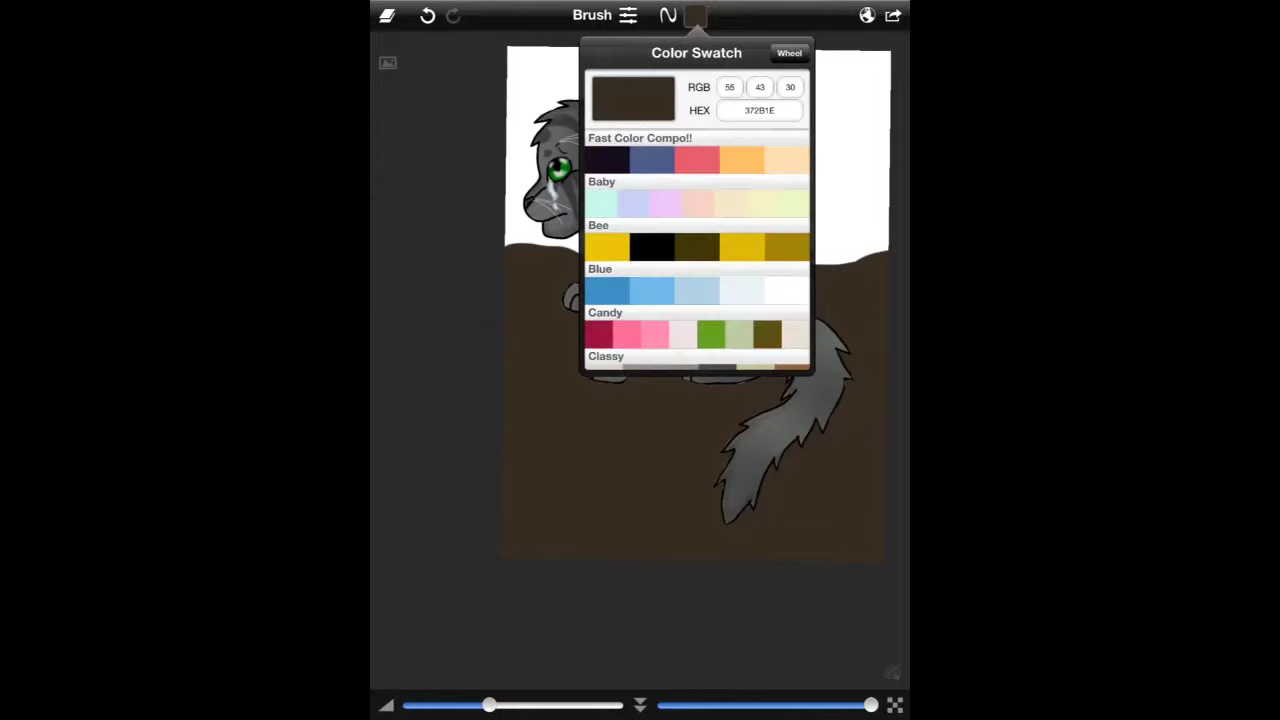 Brush
Color Swatch
Wheel
RGB 55 43 30
HEX 372B1E
Fast Color Compo!!
Baby
Bee
Blue
Candy
Classy